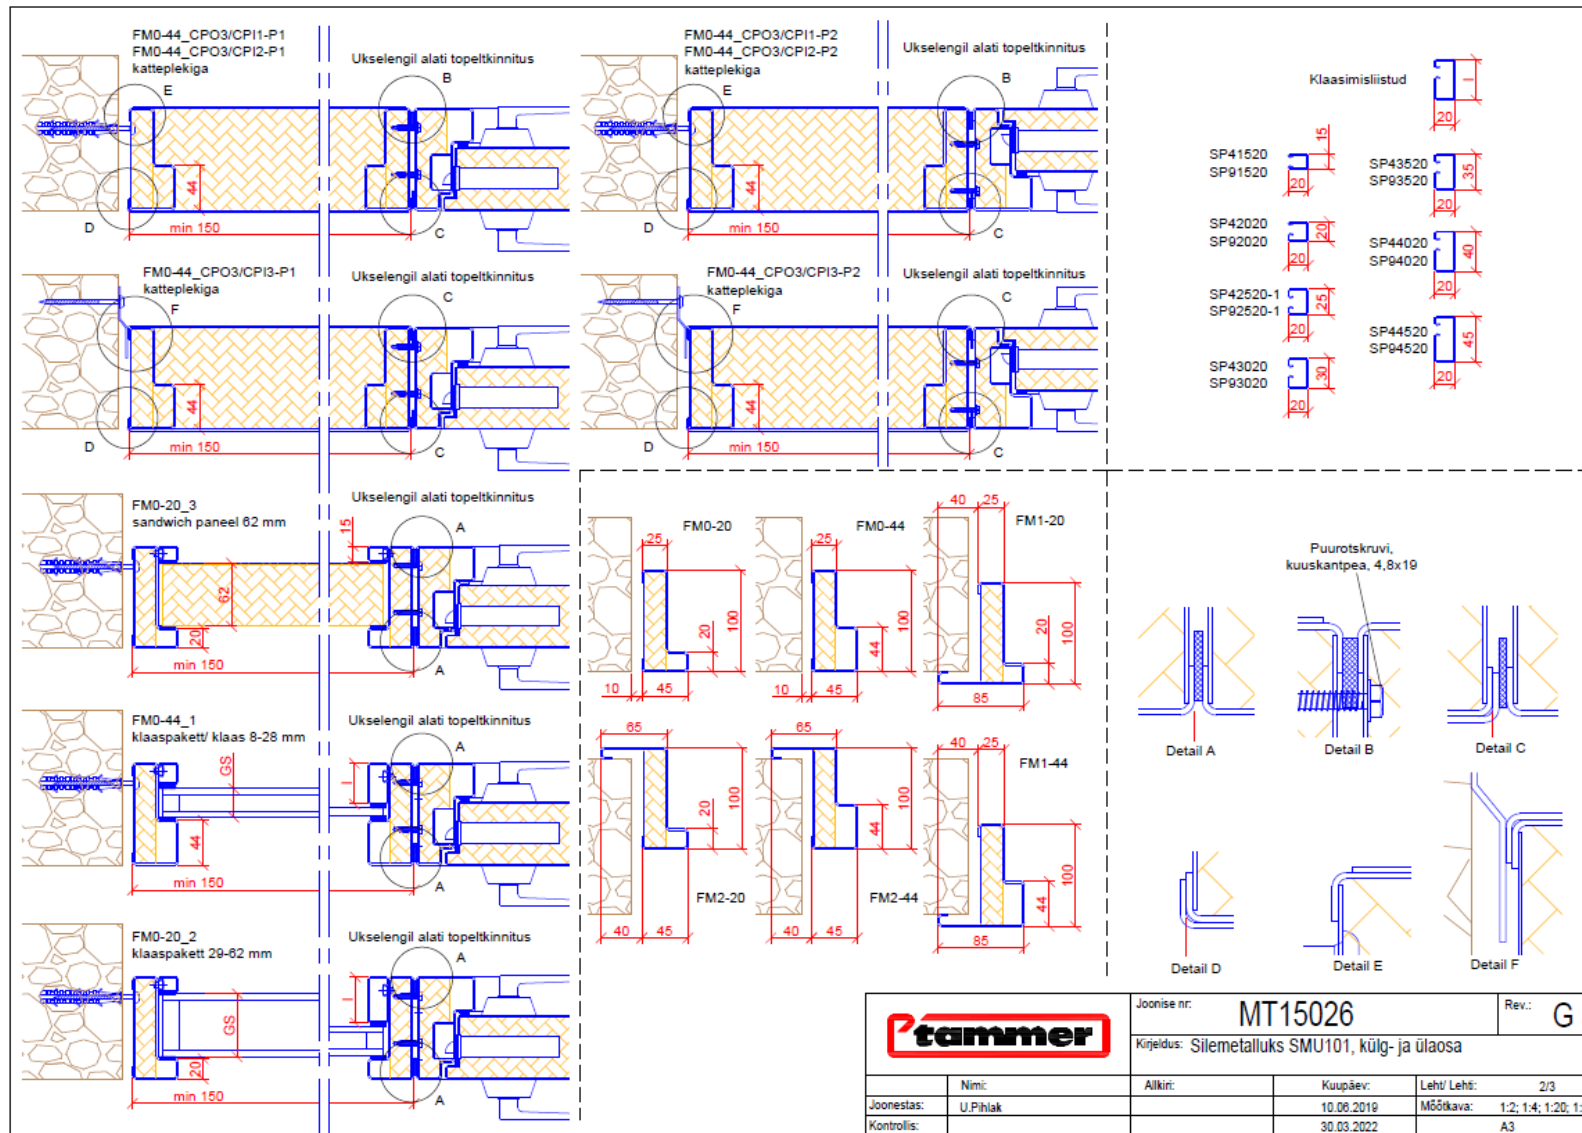 FM0-44_CPO3/CPI1-P1
FM0-44_CPO3/CPI2-P1
katteplekiga
Ukselengil alati topeltkinnitus
E
B
44
D
C
min 150
FM0-44_CPO3/CPI1-P2
FM0-44_CPO3/CPI2-P2
katteplekiga
Ukselengil alati topeltkinnitus
E
B
44
D
C
min 150
FM0-44_CPO3/CPI3-P1
katteplekiga
Ukselengil alati topeltkinnitus
F
C
44
D
C
min 150
FM0-44_CPO3/CPI3-P2
katteplekiga
Ukselengil alati topeltkinnitus
F
C
44
D
C
min 150
Klaasimisliistud
l
20
SP41520
SP91520
15
20
SP43520
SP93520
35
20
SP42020
SP92020
20
20
SP44020
SP94020
40
20
SP42520-1
SP92520-1
25
20
SP44520
SP94520
45
20
SP43020
SP93020
30
20
FM0-20_3
sandwich paneel 62 mm
Ukselengil alati topeltkinnitus
15
A
62
20
A
min 150
FM0-44_1
klaaspakett/ klaas 8-28 mm
Ukselengil alati topeltkinnitus
A
GS
l
44
A
min 150
FM0-20_2
klaaspakett 29-62 mm
Ukselengil alati topeltkinnitus
A
GS
l
20
A
min 150
FM0-20
25
20
100
10
45
FM0-44
25
44
100
10
45
40
25
FM1-20
20
100
85
65
20
100
FM2-20
40
45
65
44
100
FM2-44
40
45
40
25
FM1-44
100
44
85
Puurotskruvi,
kuuskantpea, 4,8x19
Detail A
Detail B
Detail C
Detail D
Detail E
Detail F
tammer
Joonise nr:
MT15026
Rev.:
G
Kirjeldus: Silemetalluks SMU101, külg- ja ülaosa
Nimi:
Allkiri:
Kuupäev:
Leht/ Lehti:
2/3
Joonestas:
U.Pihlak
10.06.2019
Mõõtkava:
1:2; 1:4; 1:20; 1:
Kontrollis:
30.03.2022
A3